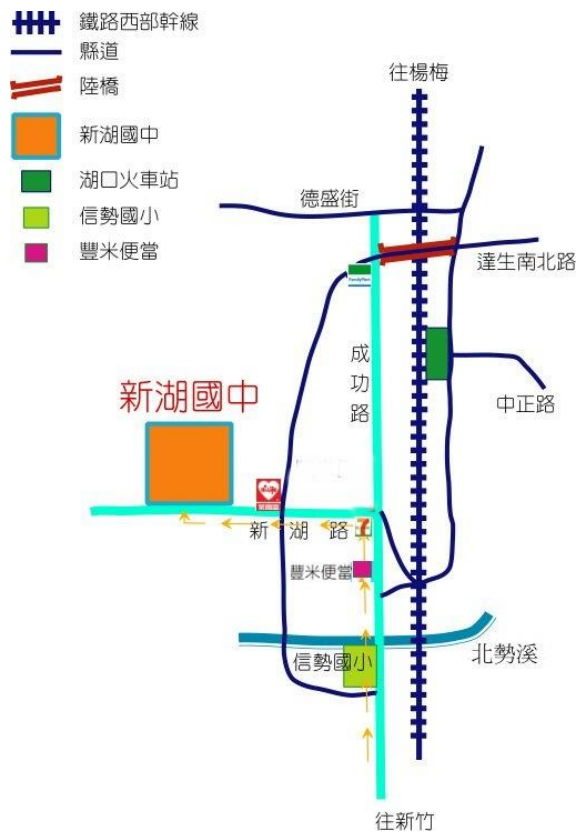 鐵路西部幹線
縣道
陸橋
新湖國中
湖口火車站
信勢國小
豐米便當
往楊梅
德盛街
達生南北路
FamilyMart
成功路
中正路
新湖國中
新湖路
7
豐米便當
信勢國小
北勢溪
往新竹